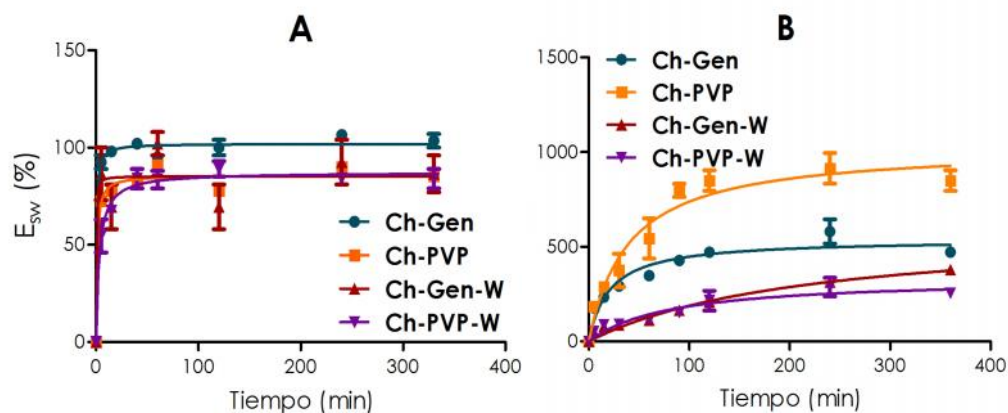 A
150
100
50
0
E_sw (%)
0 100 200 300 400
Tiempo (min)
Ch-Gen
Ch-PVP
Ch-Gen-W
Ch-PVP-W
B
1500
1000
500
0
0 100 200 300 400
Tiempo (min)
Ch-Gen
Ch-PVP
Ch-Gen-W
Ch-PVP-W